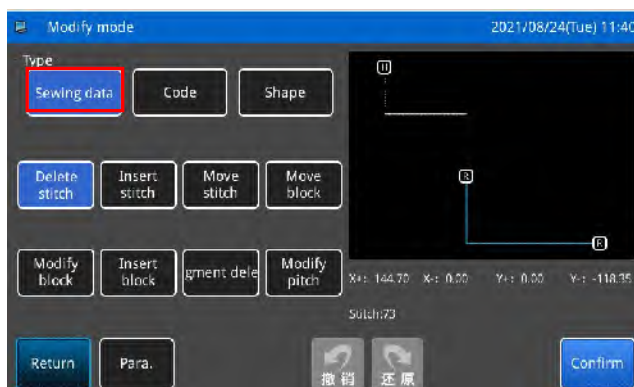 Modify mode
2021/08/24(Tue) 11:40
Type
Sewing data
Code
Shape
H
Delete
stitch
Insert
stitch
Move
stitch
Move
block
R
R
Modify
block
Insert
block
gment dele
Modify
pitch
X+: 144.70 X-: 0.00 Y+: 0.00 Y-: -118.35
Stitch:73
Return
Para.
撤销
还原
Confirm